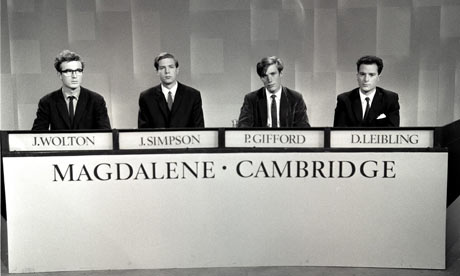 J.WOLTON J.SIMPSON P.GIFFORD D.LEIBLING
MAGDALENE · CAMBRIDGE